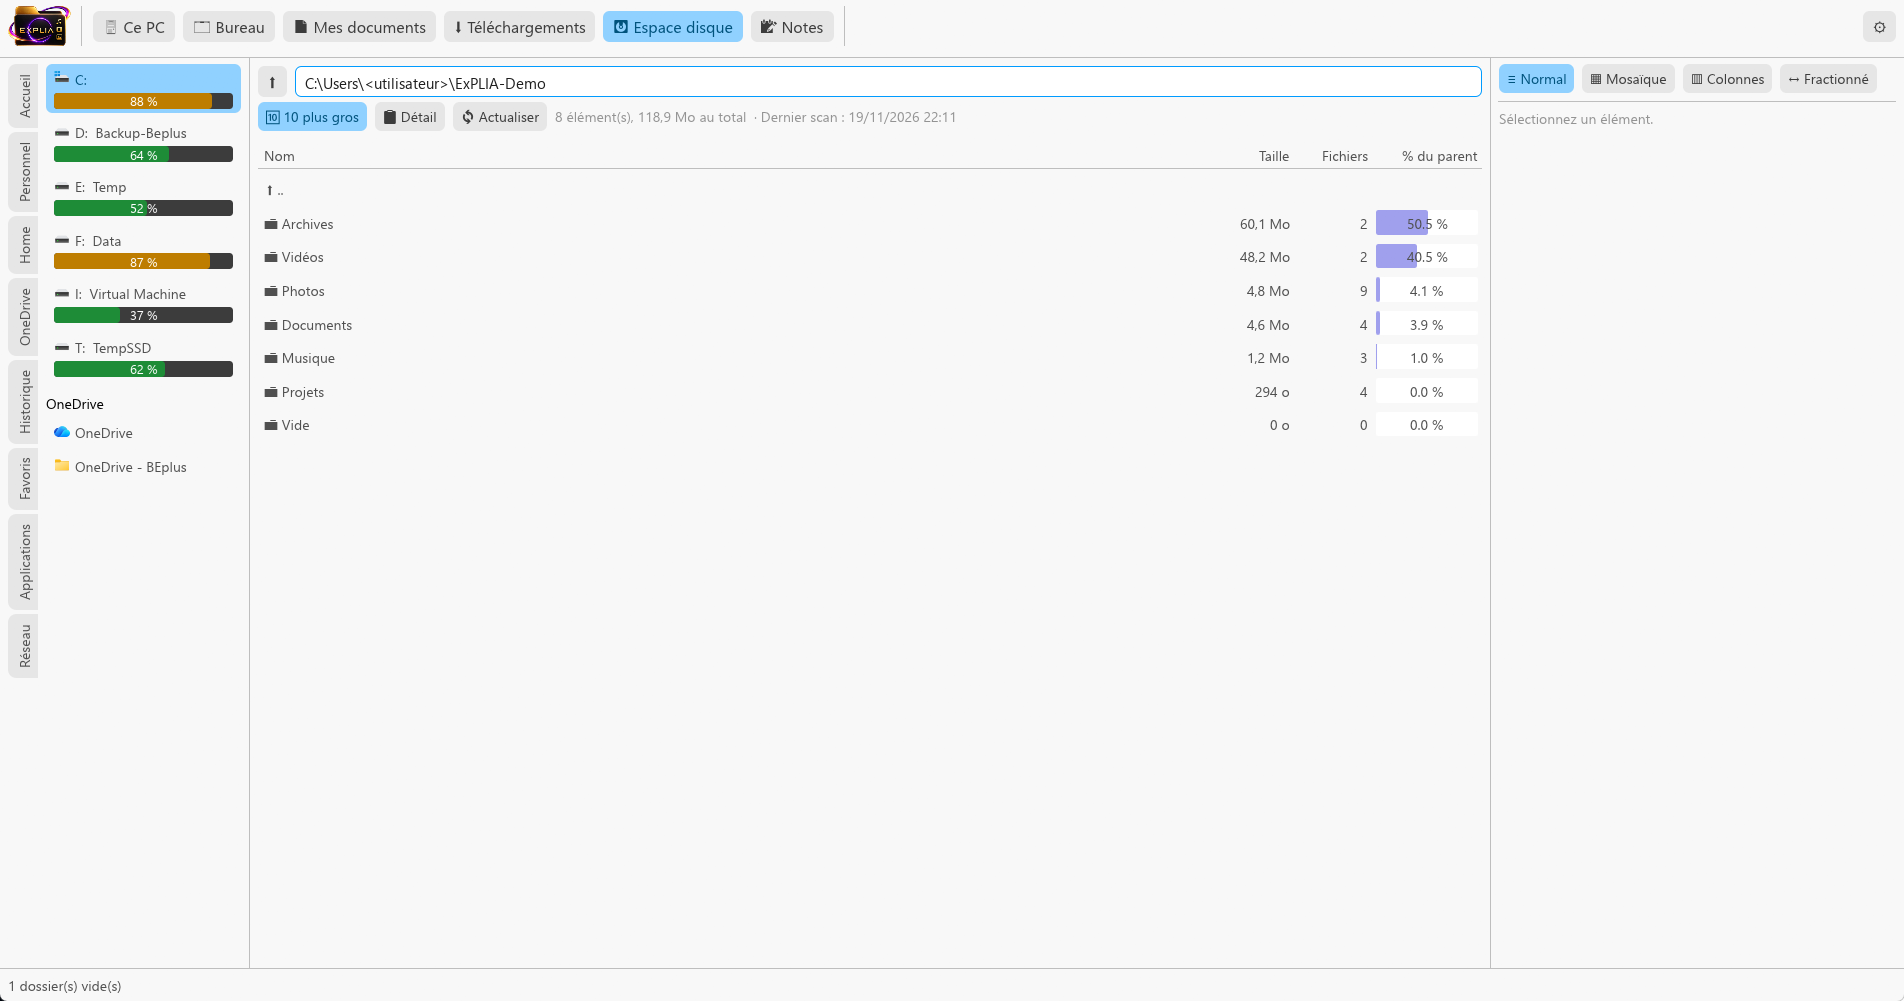 EXPLIA
Ce PC
Bureau
Mes documents
Téléchargements
Espace disque
Notes
Accueil
Personnel
Home
OneDrive
Historique
Favoris
Applications
Réseau
C:
88 %
D: Backup-Beplus
64 %
E: Temp
52 %
F: Data
87 %
I: Virtual Machine
37 %
T: TempSSD
62 %
OneDrive
OneDrive
OneDrive - BEplus
C:\Users\<utilisateur>\ExPLIA-Demo
10 plus gros Détail Actualiser 8 élément(s), 118,9 Mo au total · Dernier scan : 19/11/2026 22:11
Nom Taille Fichiers % du parent
..
Archives 60,1 Mo 2 50.5 %
Vidéos 48,2 Mo 2 40.5 %
Photos 4,8 Mo 9 4.1 %
Documents 4,6 Mo 4 3.9 %
Musique 1,2 Mo 3 1.0 %
Projets 294 o 4 0.0 %
Vide 0 o 0 0.0 %
Normal Mosaïque Colonnes Fractionné
Sélectionnez un élément.
1 dossier(s) vide(s)